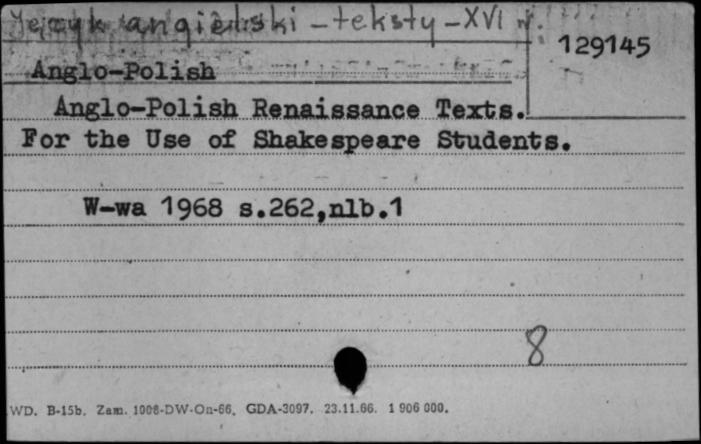 Język angielski - teksty - XVI w.
129145
Anglo-Polish
Anglo-Polish Renaissance Texts.
For the Use of Shakespeare Students.
W-wa 1968 s.262,nlb.1
8
WD. B-15b. Zam. 1008-DW-On-66. GDA-3097. 23.11.66. 1 906 000.